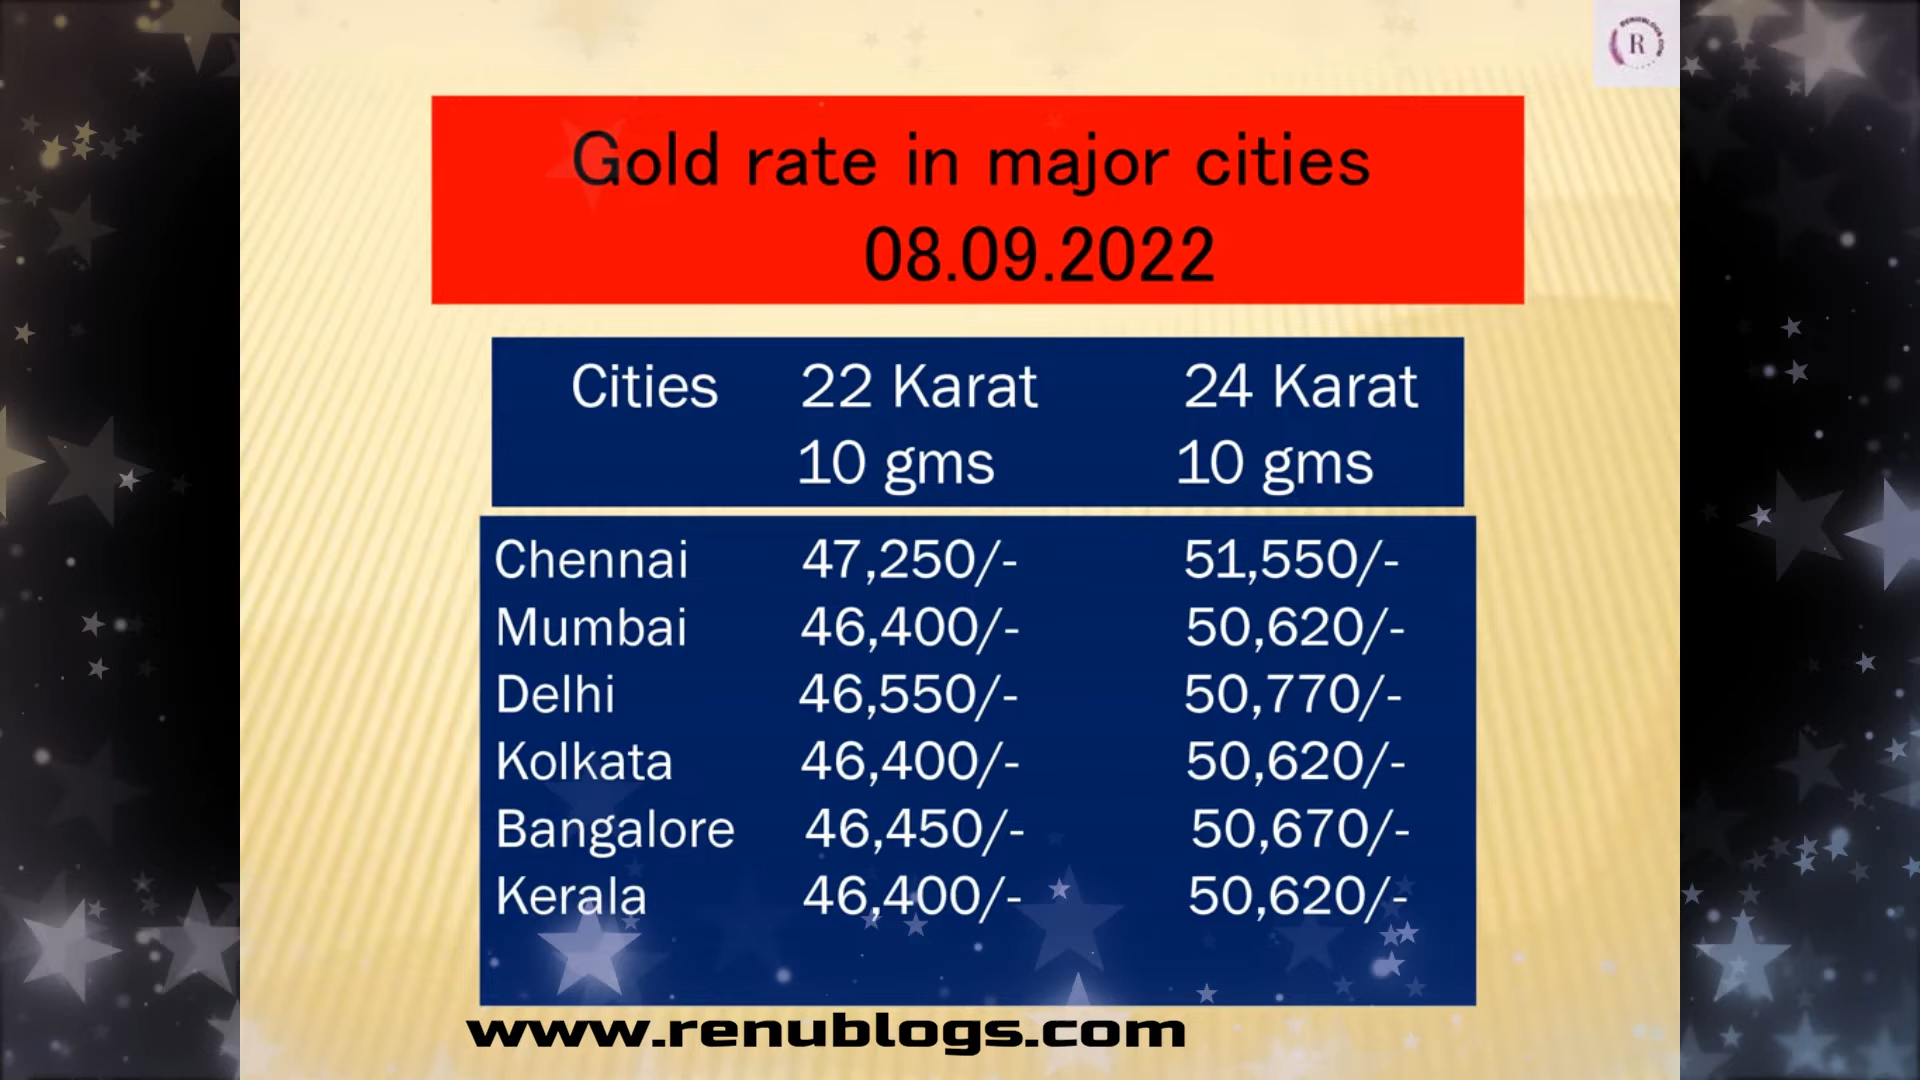 RENUBLOGS.COM
R
Gold rate in major cities
08.09.2022
Cities 22 Karat 24 Karat
10 gms 10 gms
Chennai 47,250/- 51,550/-
Mumbai 46,400/- 50,620/-
Delhi 46,550/- 50,770/-
Kolkata 46,400/- 50,620/-
Bangalore 46,450/- 50,670/-
Kerala 46,400/- 50,620/-
www.renublogs.com